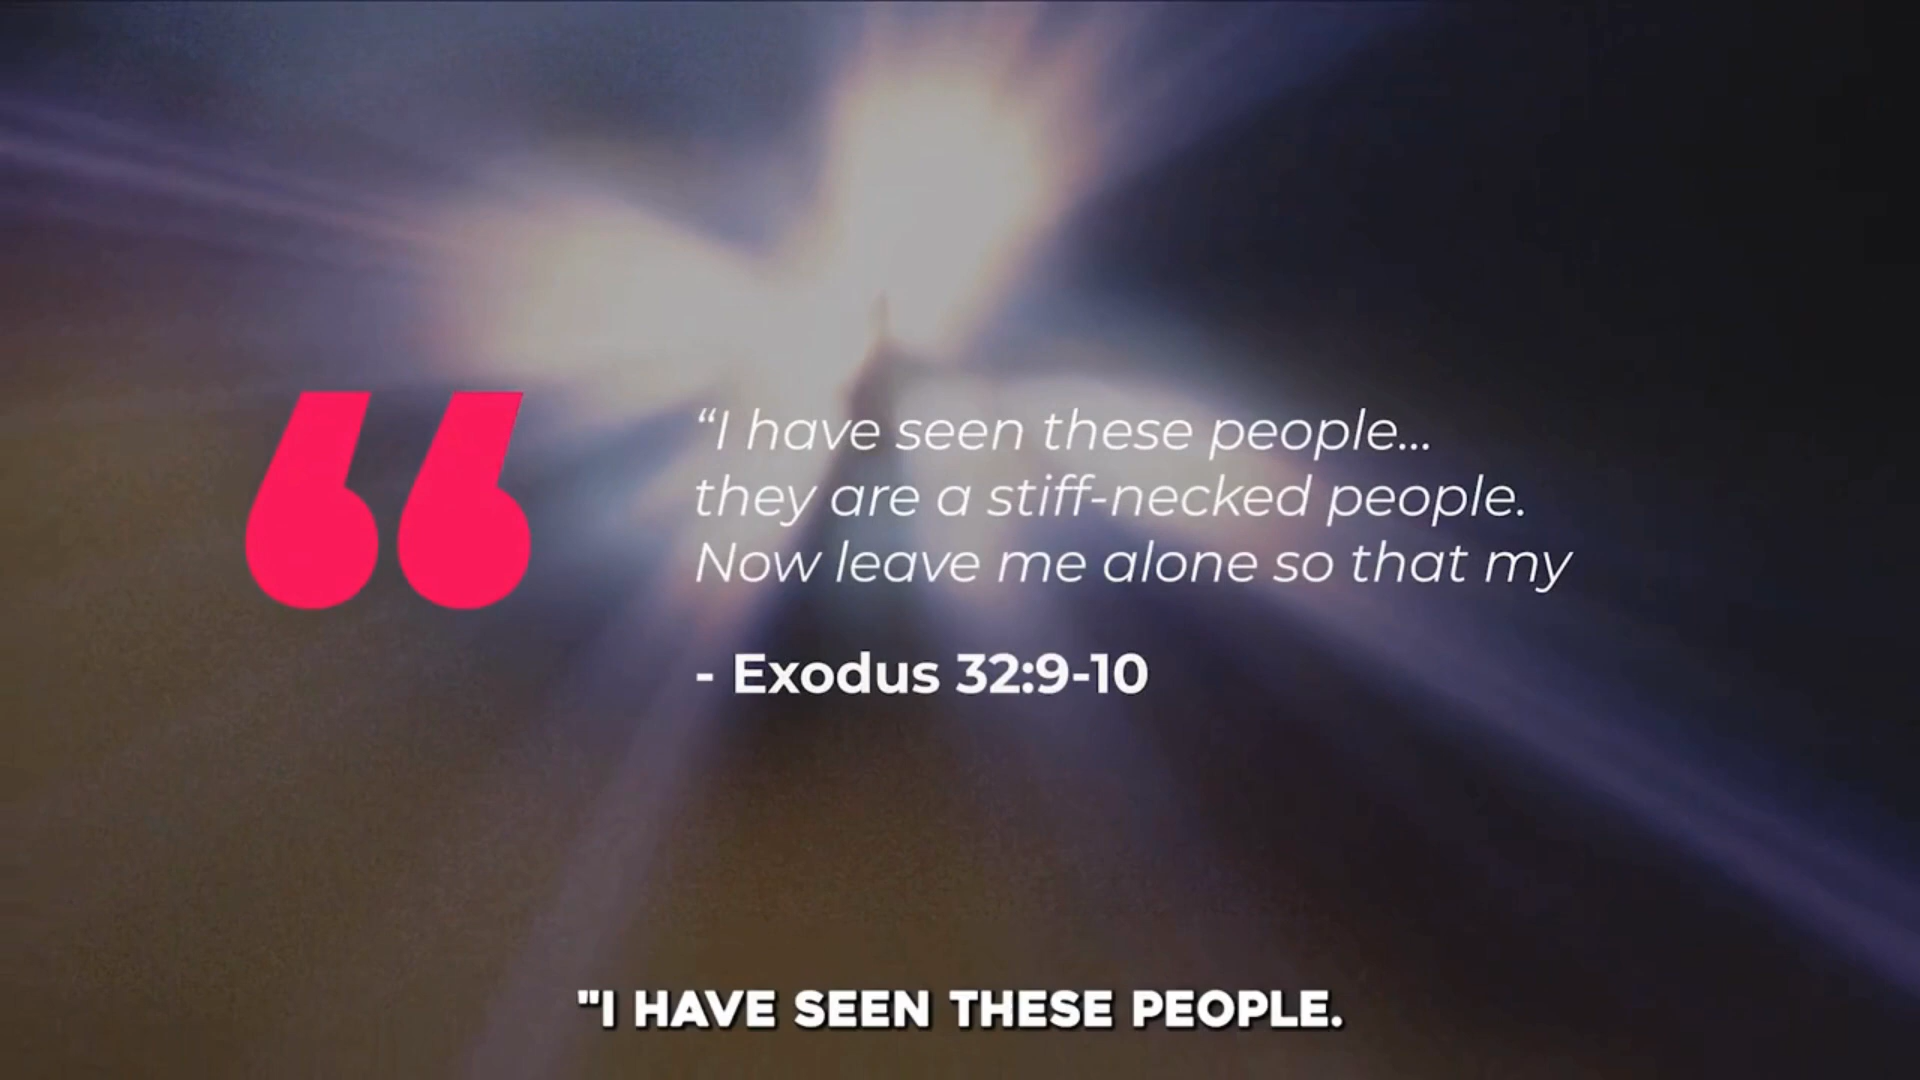 “I have seen these people...
they are a stiff-necked people.
Now leave me alone so that my
- Exodus 32:9-10
"I HAVE SEEN THESE PEOPLE.